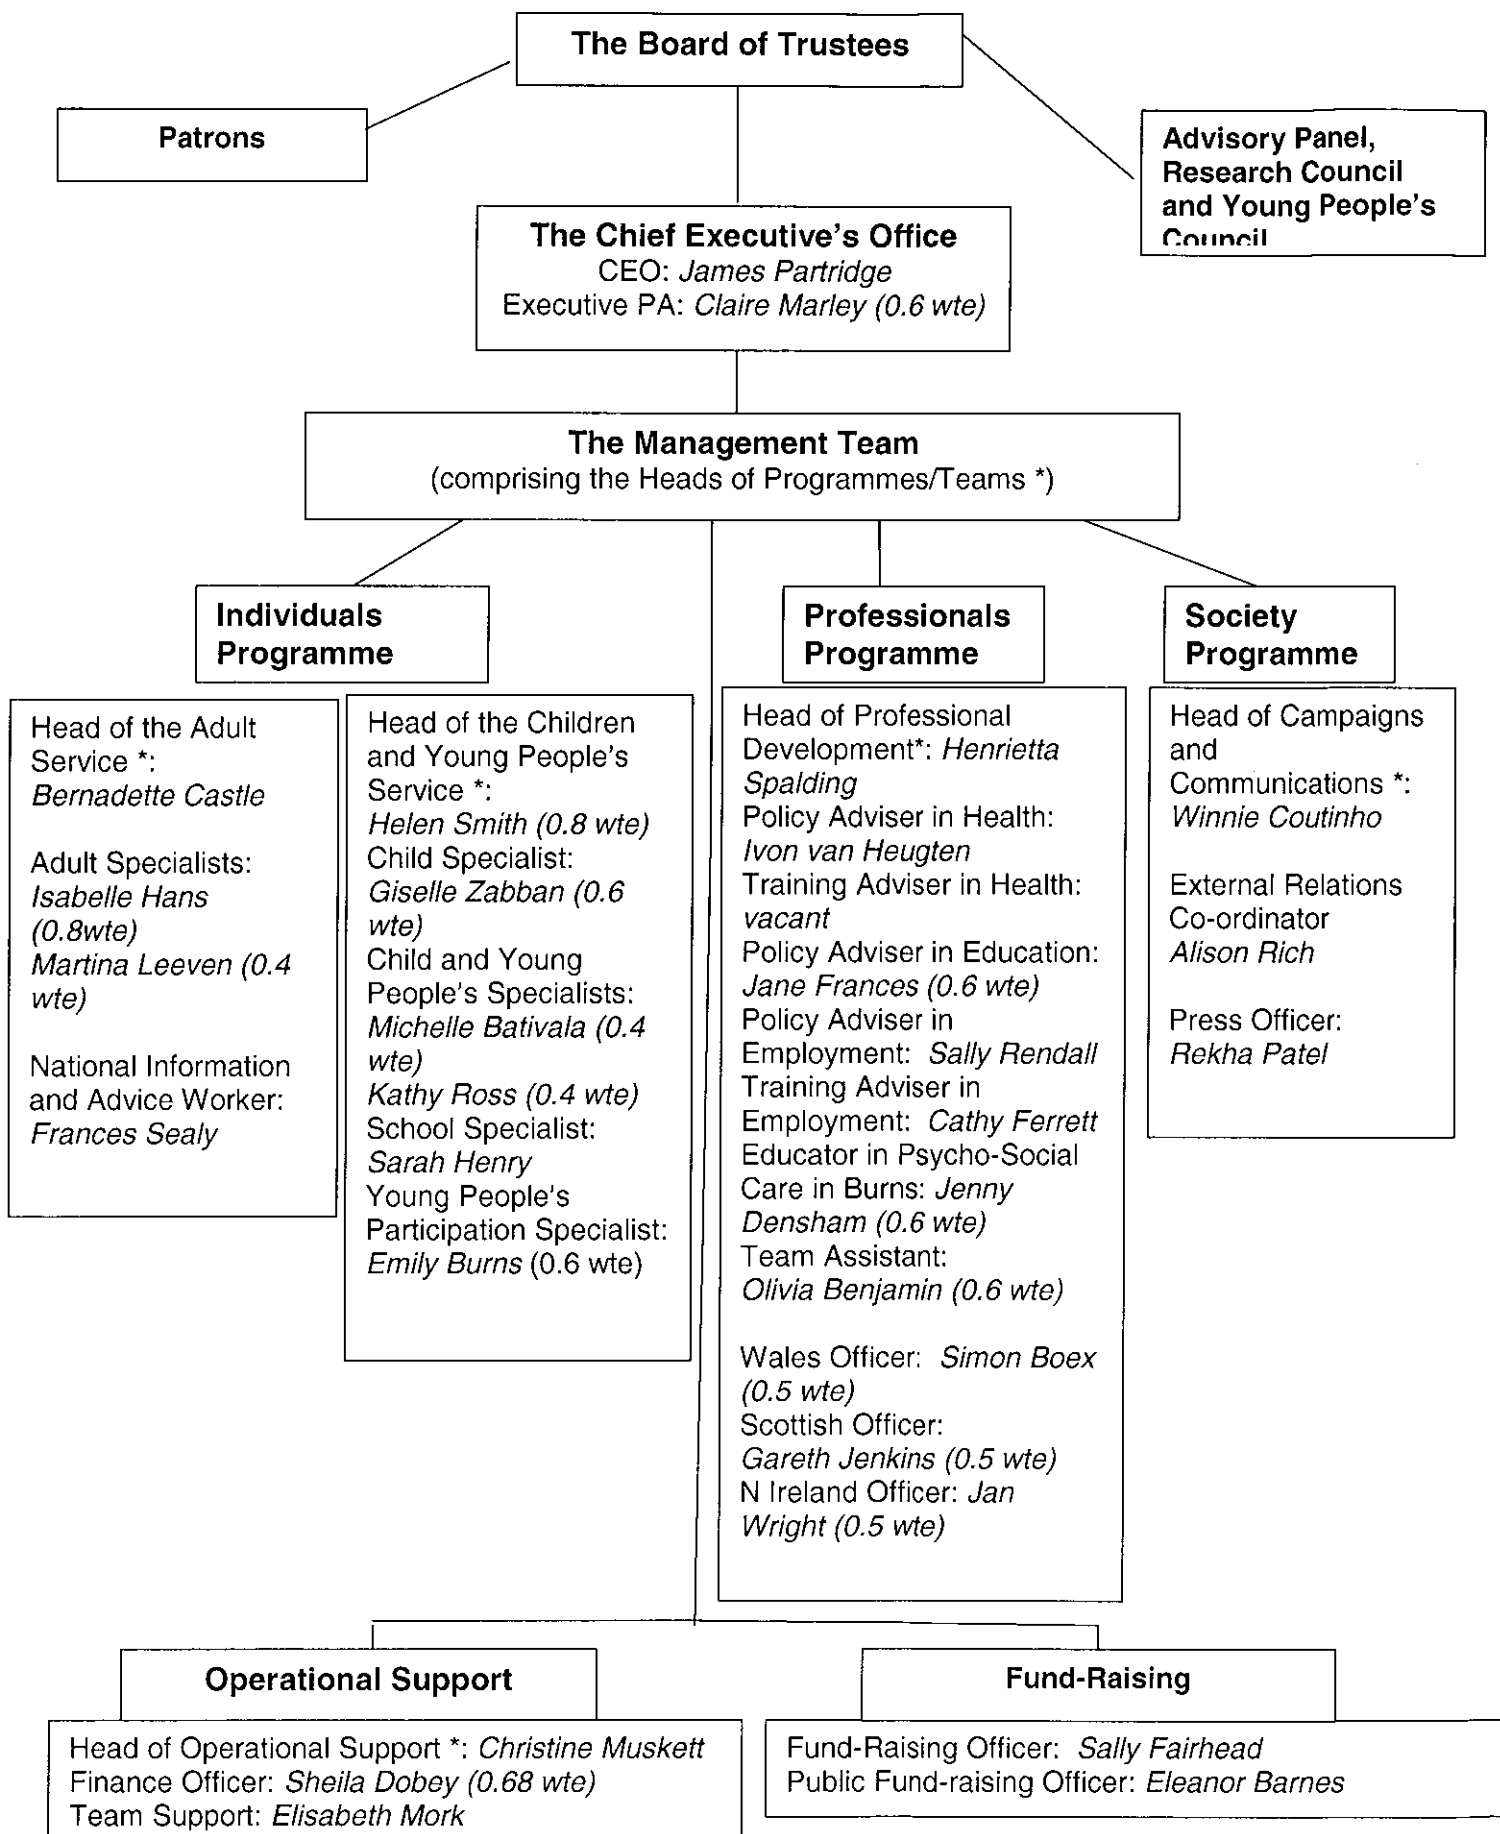 The Board of Trustees
Patrons
Advisory Panel,
Research Council
and Young People's
Council
The Chief Executive's Office
CEO: James Partridge
Executive PA: Claire Marley (0.6 wte)
The Management Team
(comprising the Heads of Programmes/Teams *)
Individuals
Programme
Head of the Adult
Service *:
Bernadette Castle
Adult Specialists:
Isabelle Hans
(0.8wte)
Martina Leeven (0.4
wte)
National Information
and Advice Worker:
Frances Sealy
Head of the Children
and Young People's
Service *:
Helen Smith (0.8 wte)
Child Specialist:
Giselle Zabban (0.6
wte)
Child and Young
People's Specialists:
Michelle Bativala (0.4
wte)
Kathy Ross (0.4 wte)
School Specialist:
Sarah Henry
Young People's
Participation Specialist:
Emily Burns (0.6 wte)
Professionals
Programme
Head of Professional
Development*: Henrietta
Spalding
Policy Adviser in Health:
Ivon van Heugten
Training Adviser in Health:
vacant
Policy Adviser in Education:
Jane Frances (0.6 wte)
Policy Adviser in
Employment: Sally Rendall
Training Adviser in
Employment: Cathy Ferrett
Educator in Psycho-Social
Care in Burns: Jenny
Densham (0.6 wte)
Team Assistant:
Olivia Benjamin (0.6 wte)
Wales Officer: Simon Boex
(0.5 wte)
Scottish Officer:
Gareth Jenkins (0.5 wte)
N Ireland Officer: Jan
Wright (0.5 wte)
Society
Programme
Head of Campaigns
and
Communications *:
Winnie Coutinho
External Relations
Co-ordinator
Alison Rich
Press Officer:
Rekha Patel
Operational Support
Head of Operational Support *: Christine Muskett
Finance Officer: Sheila Dobey (0.68 wte)
Team Support: Elisabeth Mork
Fund-Raising
Fund-Raising Officer: Sally Fairhead
Public Fund-raising Officer: Eleanor Barnes